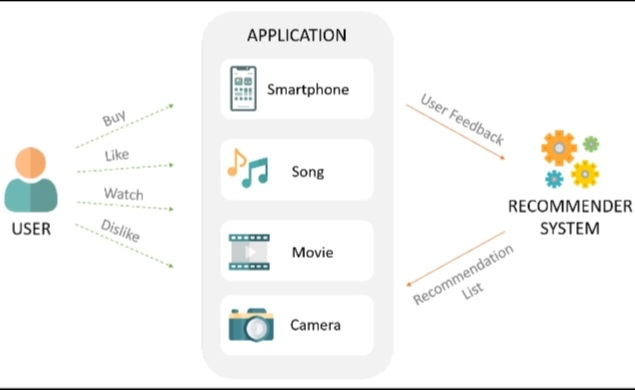 APPLICATION
Smartphone
Song
Movie
Camera
Buy
Like
Watch
Dislike
USER
User Feedback
RECOMMENDER
SYSTEM
Recommendation
List